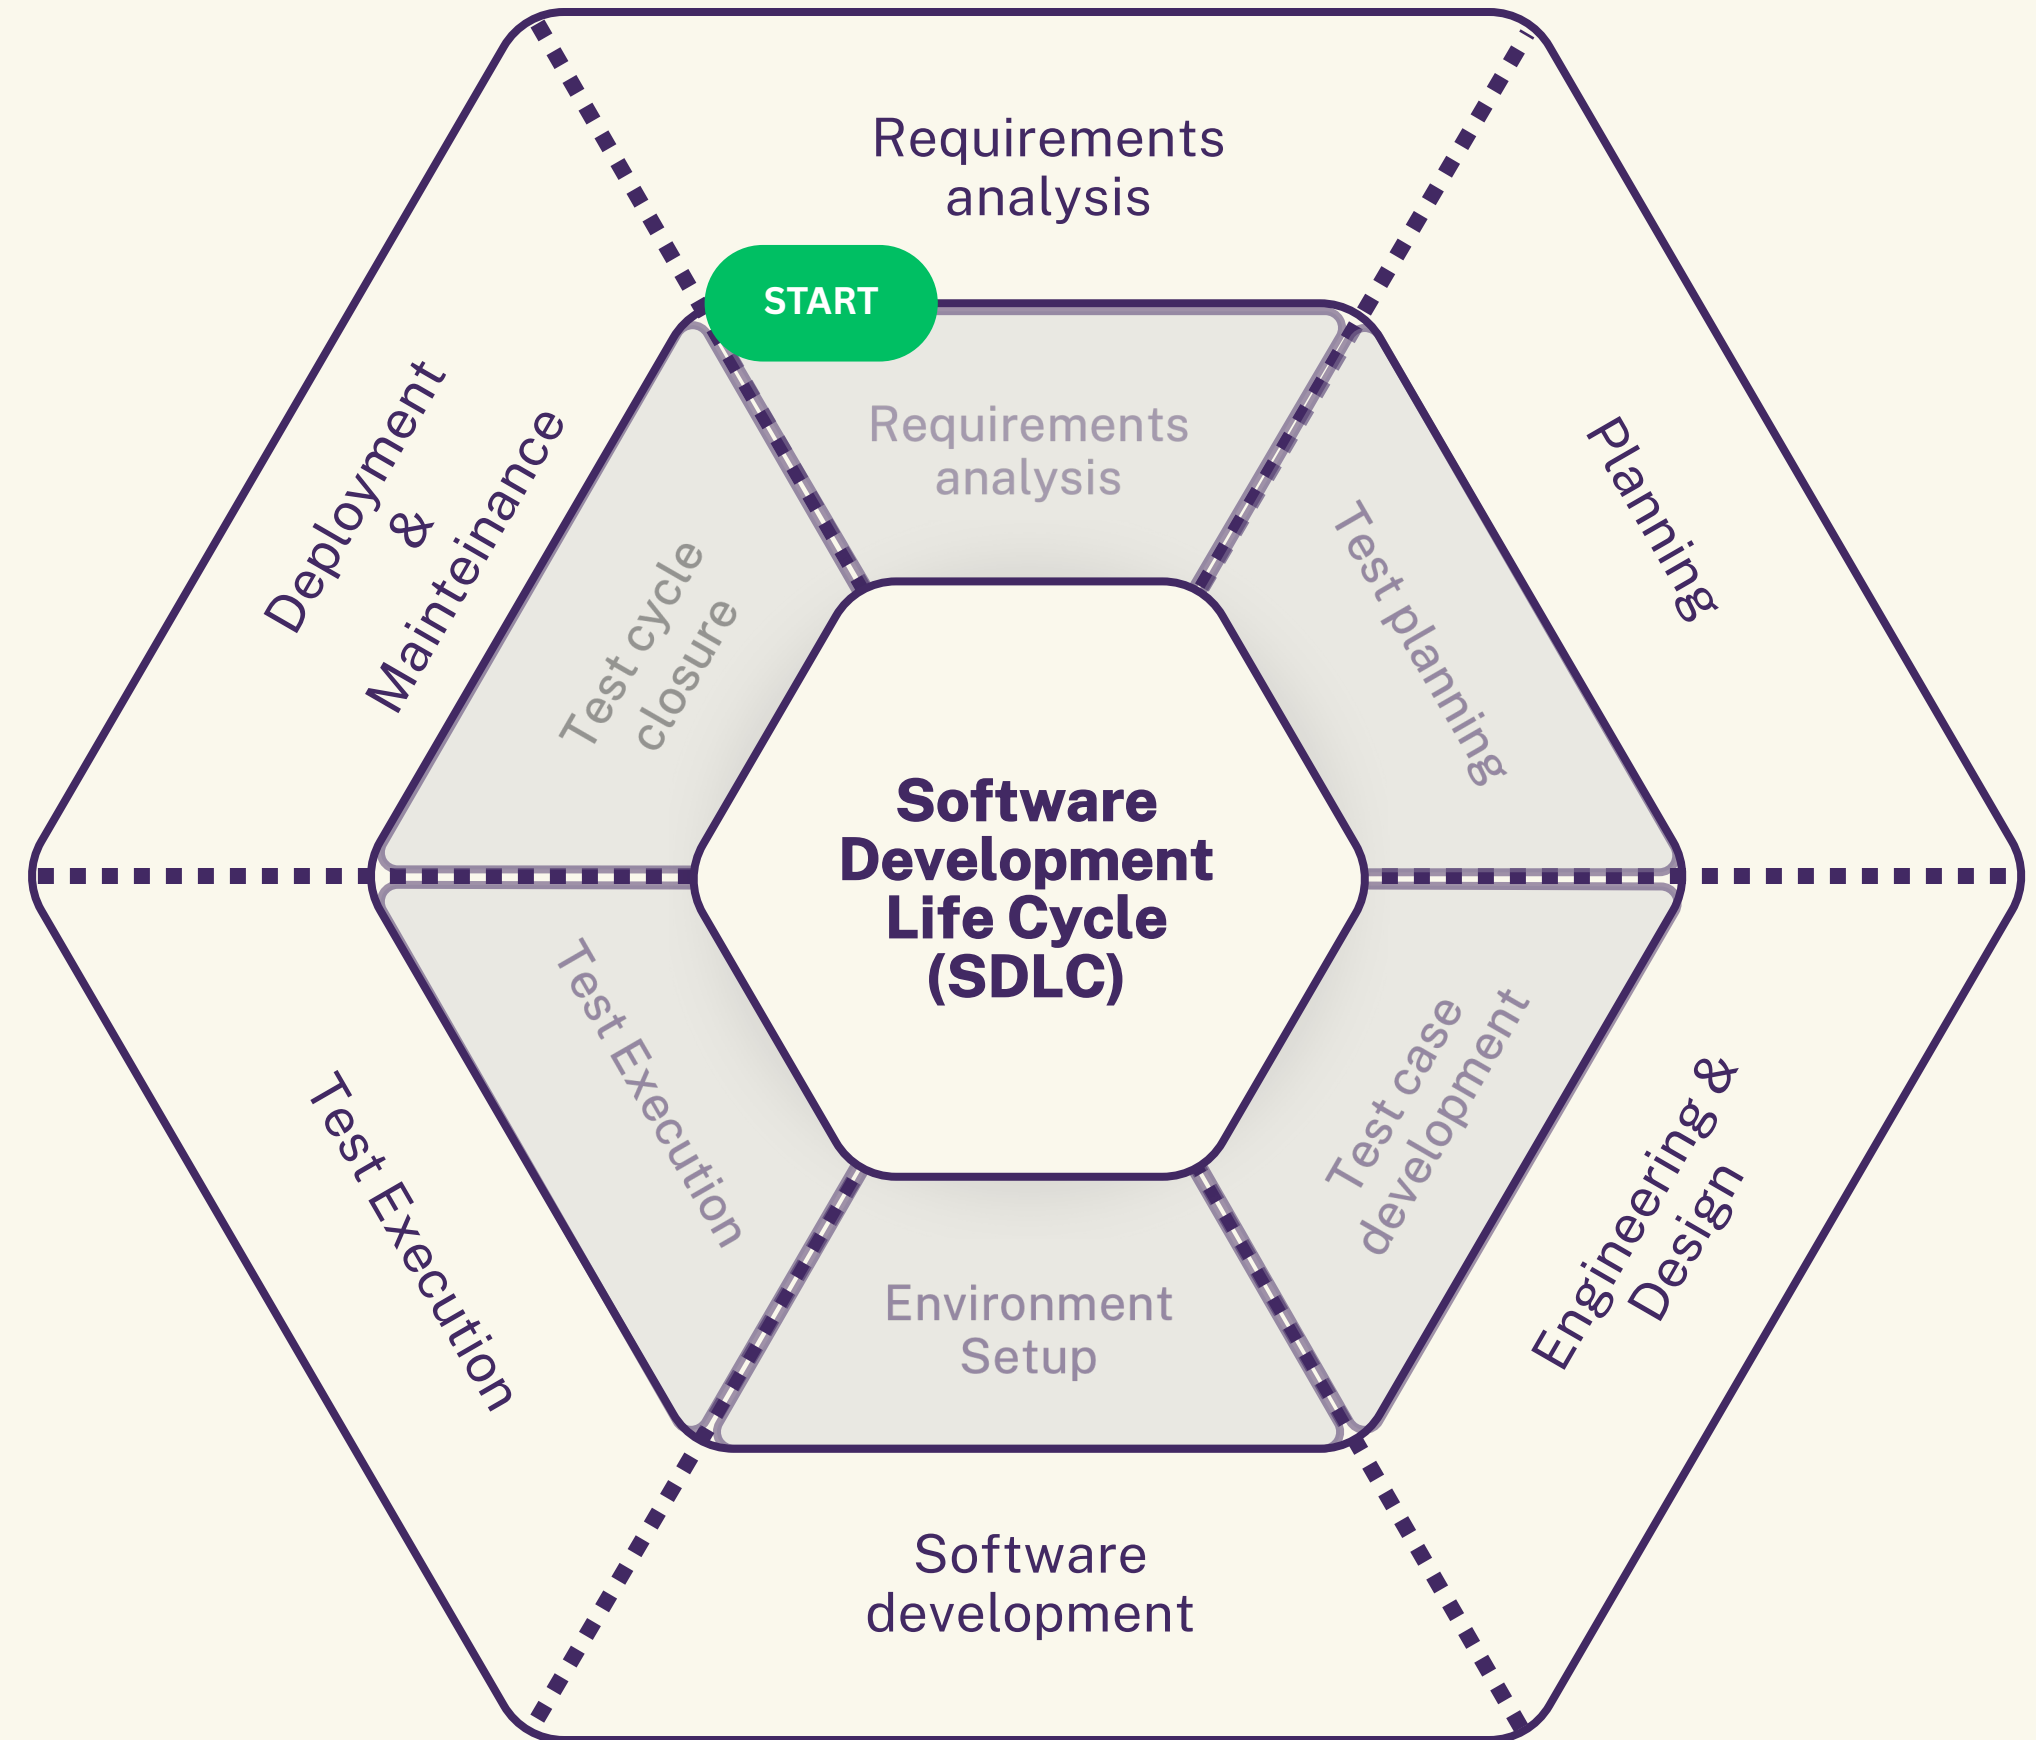 Requirements
analysis
START
Requirements
analysis
Planning
Test planning
Engineering &
Design
Test case
development
Software
development
Environment
Setup
Test Execution
Test Execution
Deployment
&
Mainteinance
Test cycle
closure
Software
Development
Life Cycle
(SDLC)